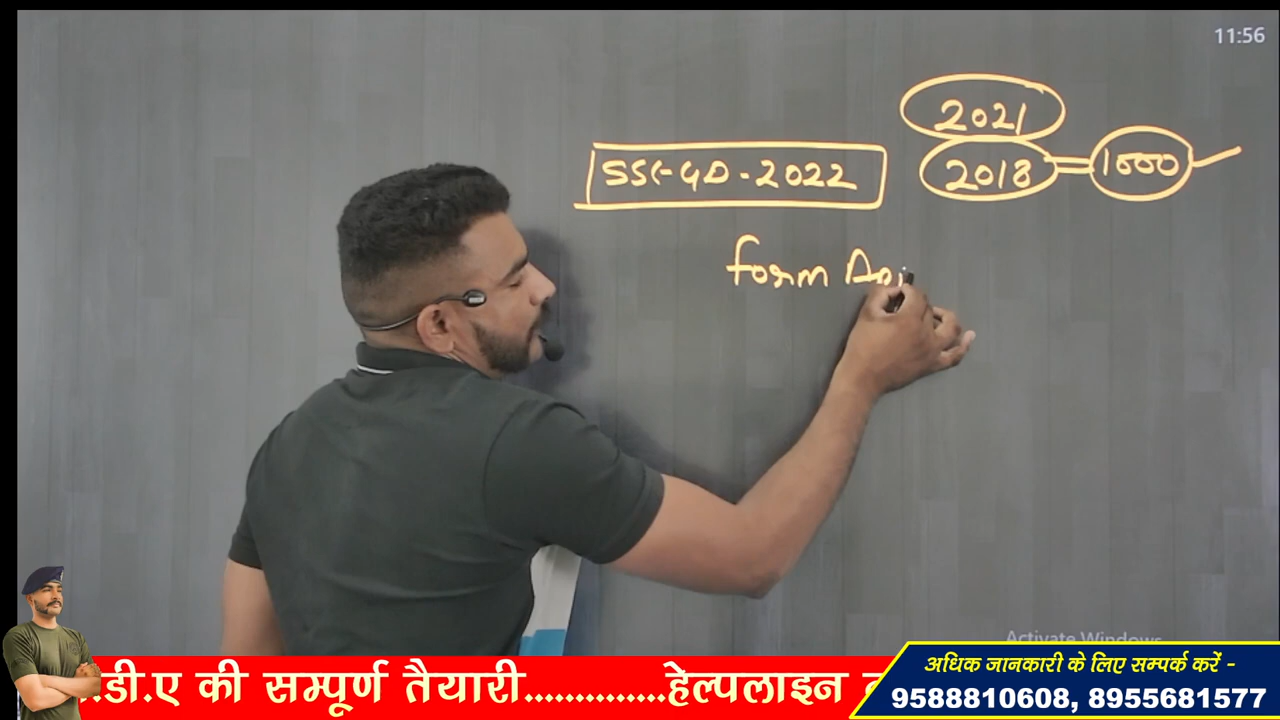 11:56
2021
SSC-GD-2022
2018 = 1000
form
Activate Windows
.डी.ए की सम्पूर्ण तैयारी.............हेल्पलाइन
अधिक जानकारी के लिए सम्पर्क करें -
9588810608, 8955681577